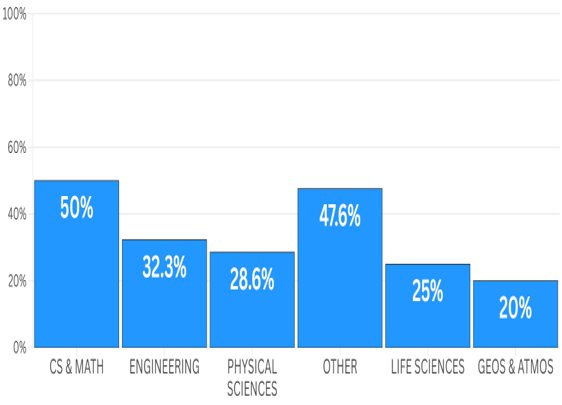 100%
80%
60%
40%
20%
0%
50%
32.3%
28.6%
47.6%
25%
20%
CS & MATH
ENGINEERING
PHYSICAL
SCIENCES
OTHER
LIFE SCIENCES
GEOS & ATMOS